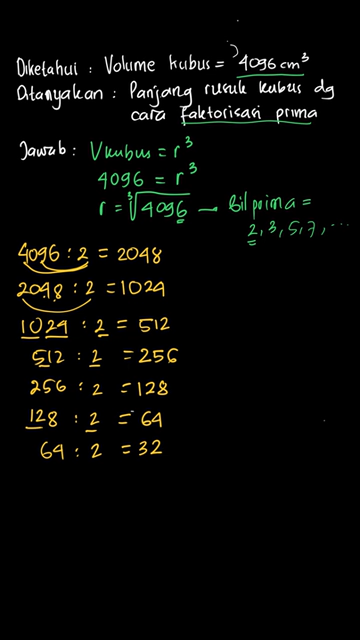 Diketahui : Volume kubus = 4096 cm³
Ditanyakan : Panjang rusuk kubus dg
cara faktorisasi prima
Jawab : V kubus = r³
4096 = r³
r = ³√4096 → Bil prima =
2, 3, 5, 7, ...
4096 : 2 = 2048
2048 : 2 = 1024
1024 : 2 = 512
512 : 2 = 256
256 : 2 = 128
128 : 2 = 64
64 : 2 = 32